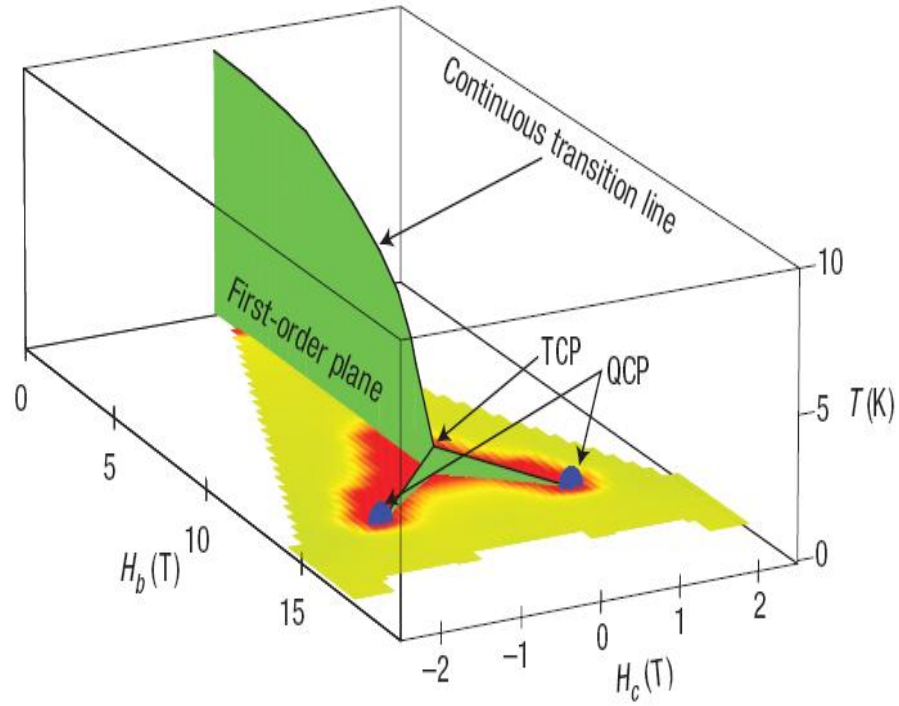 Continuous transition line
First-order plane
TCP
QCP
10
5
0
T (K)
0
5
10
15
H_b (T)
−2
−1
0
1
2
H_c (T)